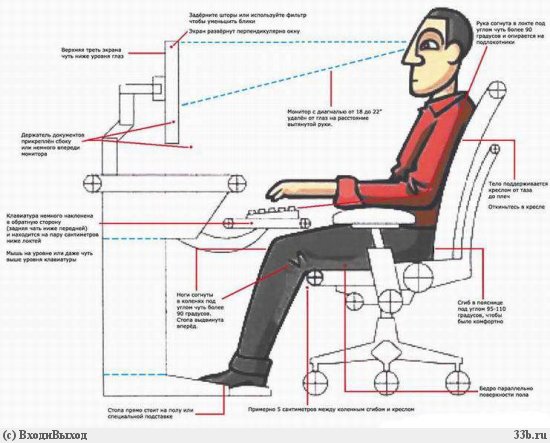 Задёрните шторы или используйте фильтр
чтобы уменьшить блики
Экран развёрнут перпендикулярно окну
Верхняя треть экрана
чуть ниже уровня глаз
Рука согнута в локте под
углом чуть более 90
градусов и опирается на
подлокотники
Монитор с диагналью от 18 до 22"
удалён от глаз на расстояние
вытянутой руки.
Держатель документов
прикреплён сбоку
или немного впереди
монитора
Тело поддерживается
креслом от таза
до плеч
Откиньтесь в кресле
Клавиатура немного наклонена
в обратную сторону
(задняя чать ниже передней)
и находится на пару сантиметров
ниже локтей
Мышь на уровне или даже чуть
выше уровня клавиатуры
Ноги согнуты
в коленях под
углом чуть более
90 градусов.
Стопа выдвинута
вперёд.
Сгиб в пояснице
под углом 95-110
градусов, чтобы
было комфортно
Бедро параллельно
поверхности пола
Стопа прямо стоит на полу или
специальной подставке
Примерно 5 сантиметров между коленным сгибом и креслом
(c) ВходиВыход
33b.ru